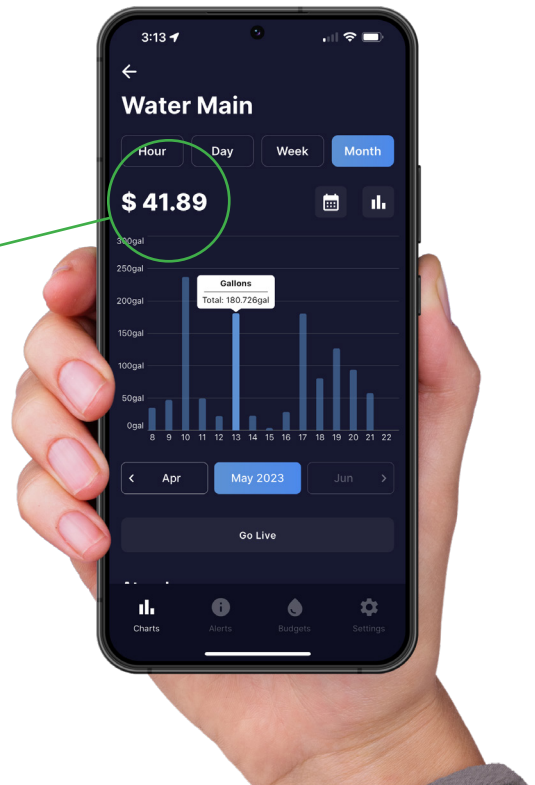 3:13
Water Main
Hour Day Week Month
$ 41.89
300gal
250gal
Gallons
Total: 180.726gal
200gal
150gal
100gal
50gal
0gal
8 9 10 11 12 13 14 15 16 17 18 19 20 21 22
< Apr May 2023 Jun >
Go Live
Charts Alerts Budgets Settings